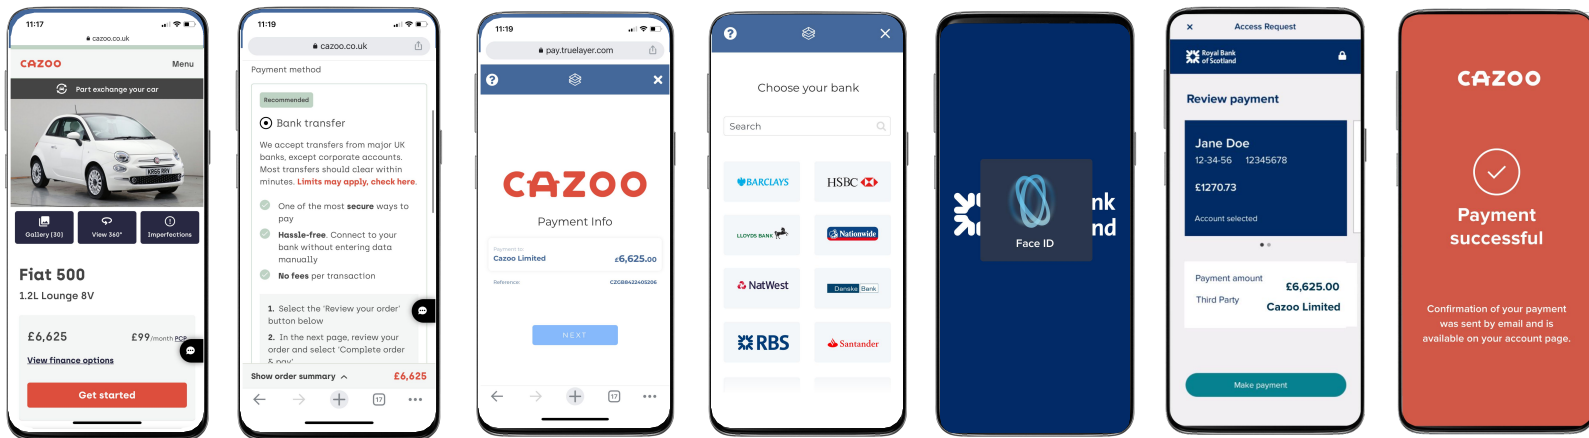 11:17
cazoo.co.uk
CAZOO
Menu
Part exchange your car
KR66 RRV
Gallery (30)
View 360°
Imperfections
Fiat 500
1.2L Lounge 8V
£6,625
£99/month PCP
View finance options
Get started
11:19
cazoo.co.uk
Payment method
Recommended
Bank transfer
We accept transfers from major UK
banks, except corporate accounts.
Most transfers should clear within
minutes. Limits may apply, check here.
One of the most secure ways to
pay
Hassle-free. Connect to your
bank without entering data
manually
No fees per transaction
1. Select the 'Review your order'
button below
2. In the next page, review your
order and select 'Complete order
& pay'
Show order summary
£6,625
17
11:19
pay.truelayer.com
?
CAZOO
Payment Info
Payment to
Cazoo Limited
£6,625.00
Reference:
CZGB8422405206
NEXT
17
?
Choose your bank
Search
BARCLAYS
HSBC
LLOYDS BANK
Nationwide
NatWest
Danske Bank
RBS
Santander
nk
nd
Face ID
Access Request
Royal Bank
of Scotland
Review payment
Jane Doe
12-34-56 12345678
£1270.73
Account selected
Payment amount
£6,625.00
Third Party
Cazoo Limited
Make payment
CAZOO
Payment
successful
Confirmation of your payment
was sent by email and is
available on your account page.